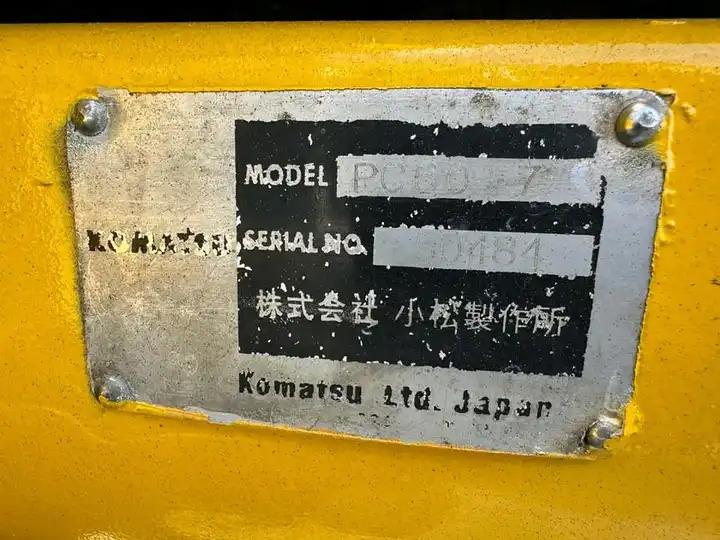 KOMATSU
MODEL PC60-7
SERIAL NO. 60484
株式会社 小松製作所
Komatsu Ltd. Japan